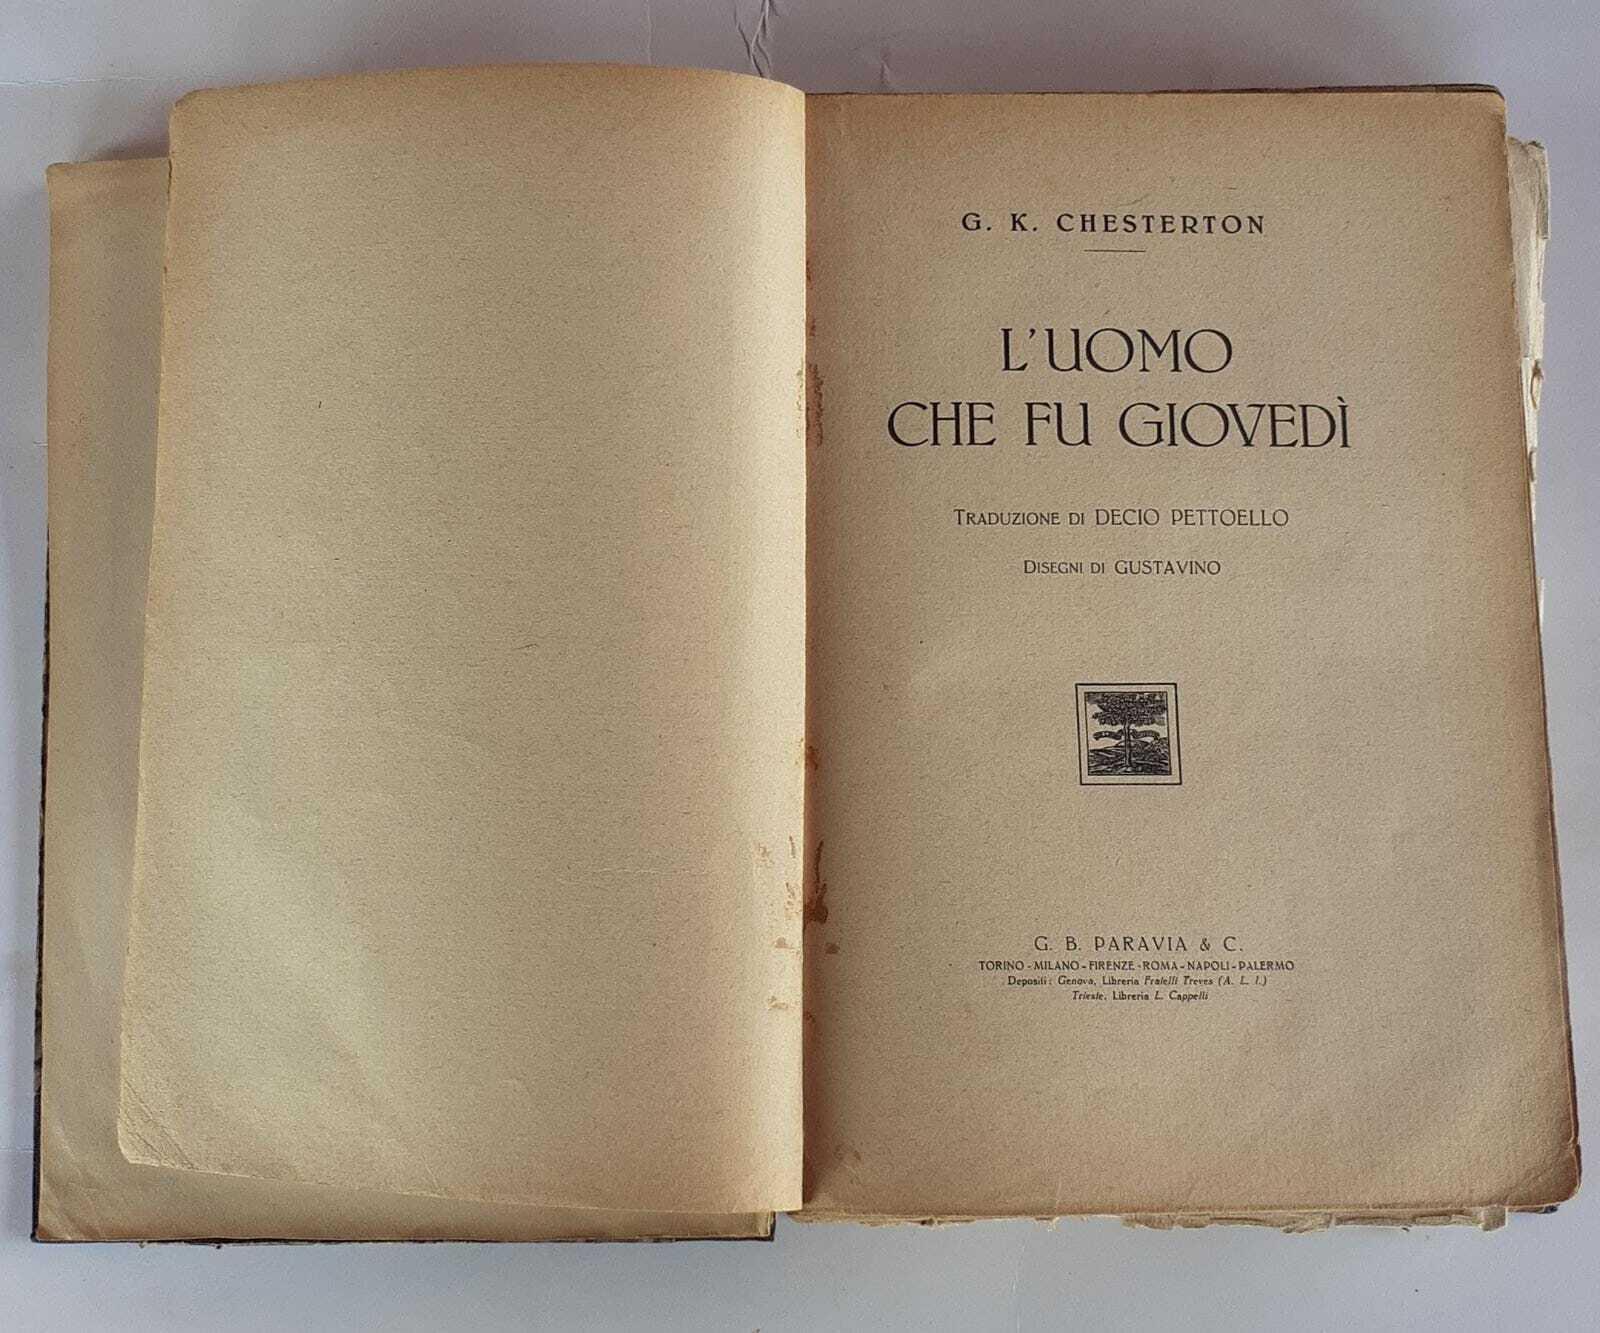 G. K. CHESTERTON
L'UOMO
CHE FU GIOVEDÌ
TRADUZIONE DI DECIO PETTOELLO
DISEGNI DI GUSTAVINO
G. B. PARAVIA & C.
TORINO - MILANO - FIRENZE - ROMA - NAPOLI - PALERMO
Depositi: Genova, Libreria Fratelli Treves (A. L. I.)
Trieste, Libreria L. Cappelli